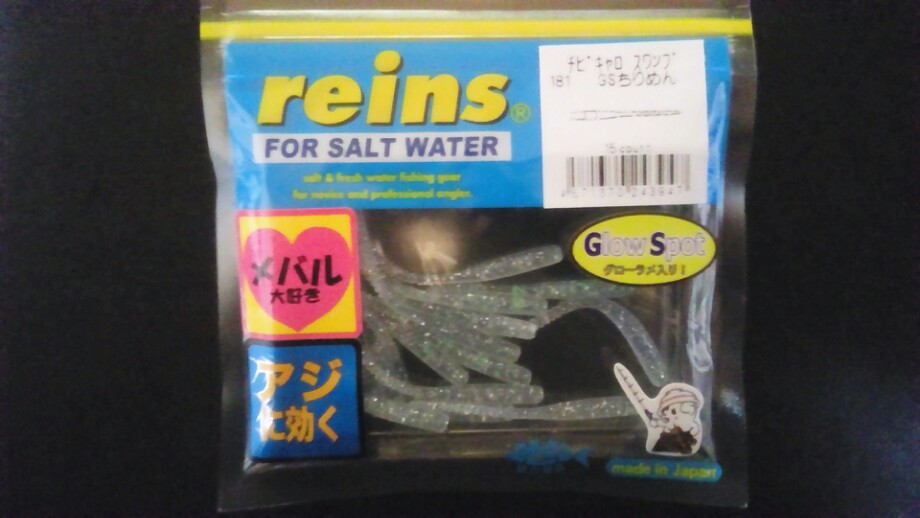 reins®
FOR SALT WATER
salt & fresh water fishing gear
for novice and professional angler.
チビキャロ スワンプ
181 GSちりめん
15 count
Glow Spot
グローラメ入り!
メバル
大好き
アジ
に効く
made in Japan